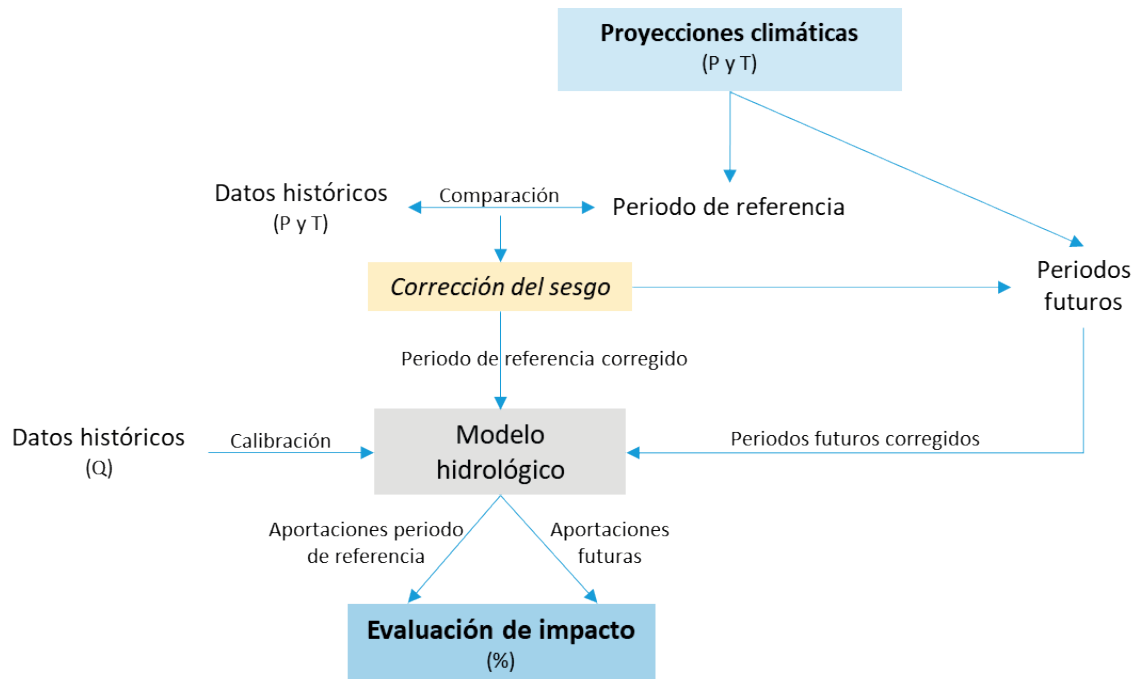 Proyecciones climáticas
(P y T)
Datos históricos
(P y T)
Comparación
Periodo de referencia
Corrección del sesgo
Periodos
futuros
Periodo de referencia corregido
Datos históricos
(Q)
Calibración
Modelo
hidrológico
Periodos futuros corregidos
Aportaciones periodo
de referencia
Aportaciones
futuras
Evaluación de impacto
(%)